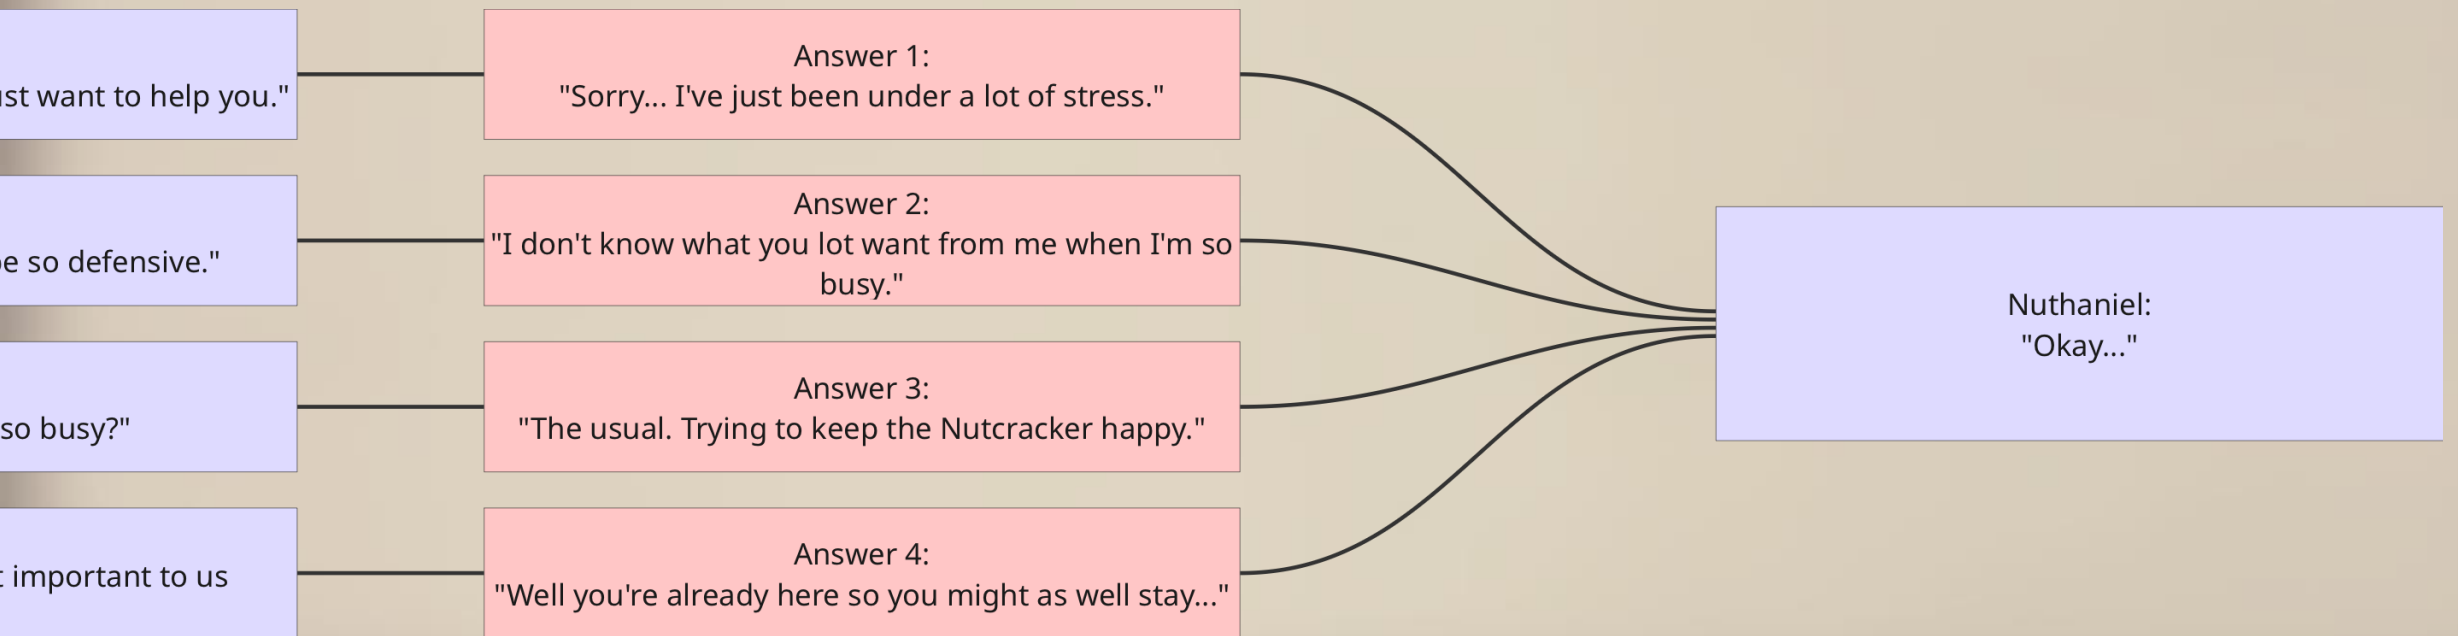 want to help you."
Answer 1:
"Sorry... I've just been under a lot of stress."
so defensive."
Answer 2:
"I don't know what you lot want from me when I'm so
busy."
so busy?"
Answer 3:
"The usual. Trying to keep the Nutcracker happy."
important to us
Answer 4:
"Well you're already here so you might as well stay..."
Nuthaniel:
"Okay..."